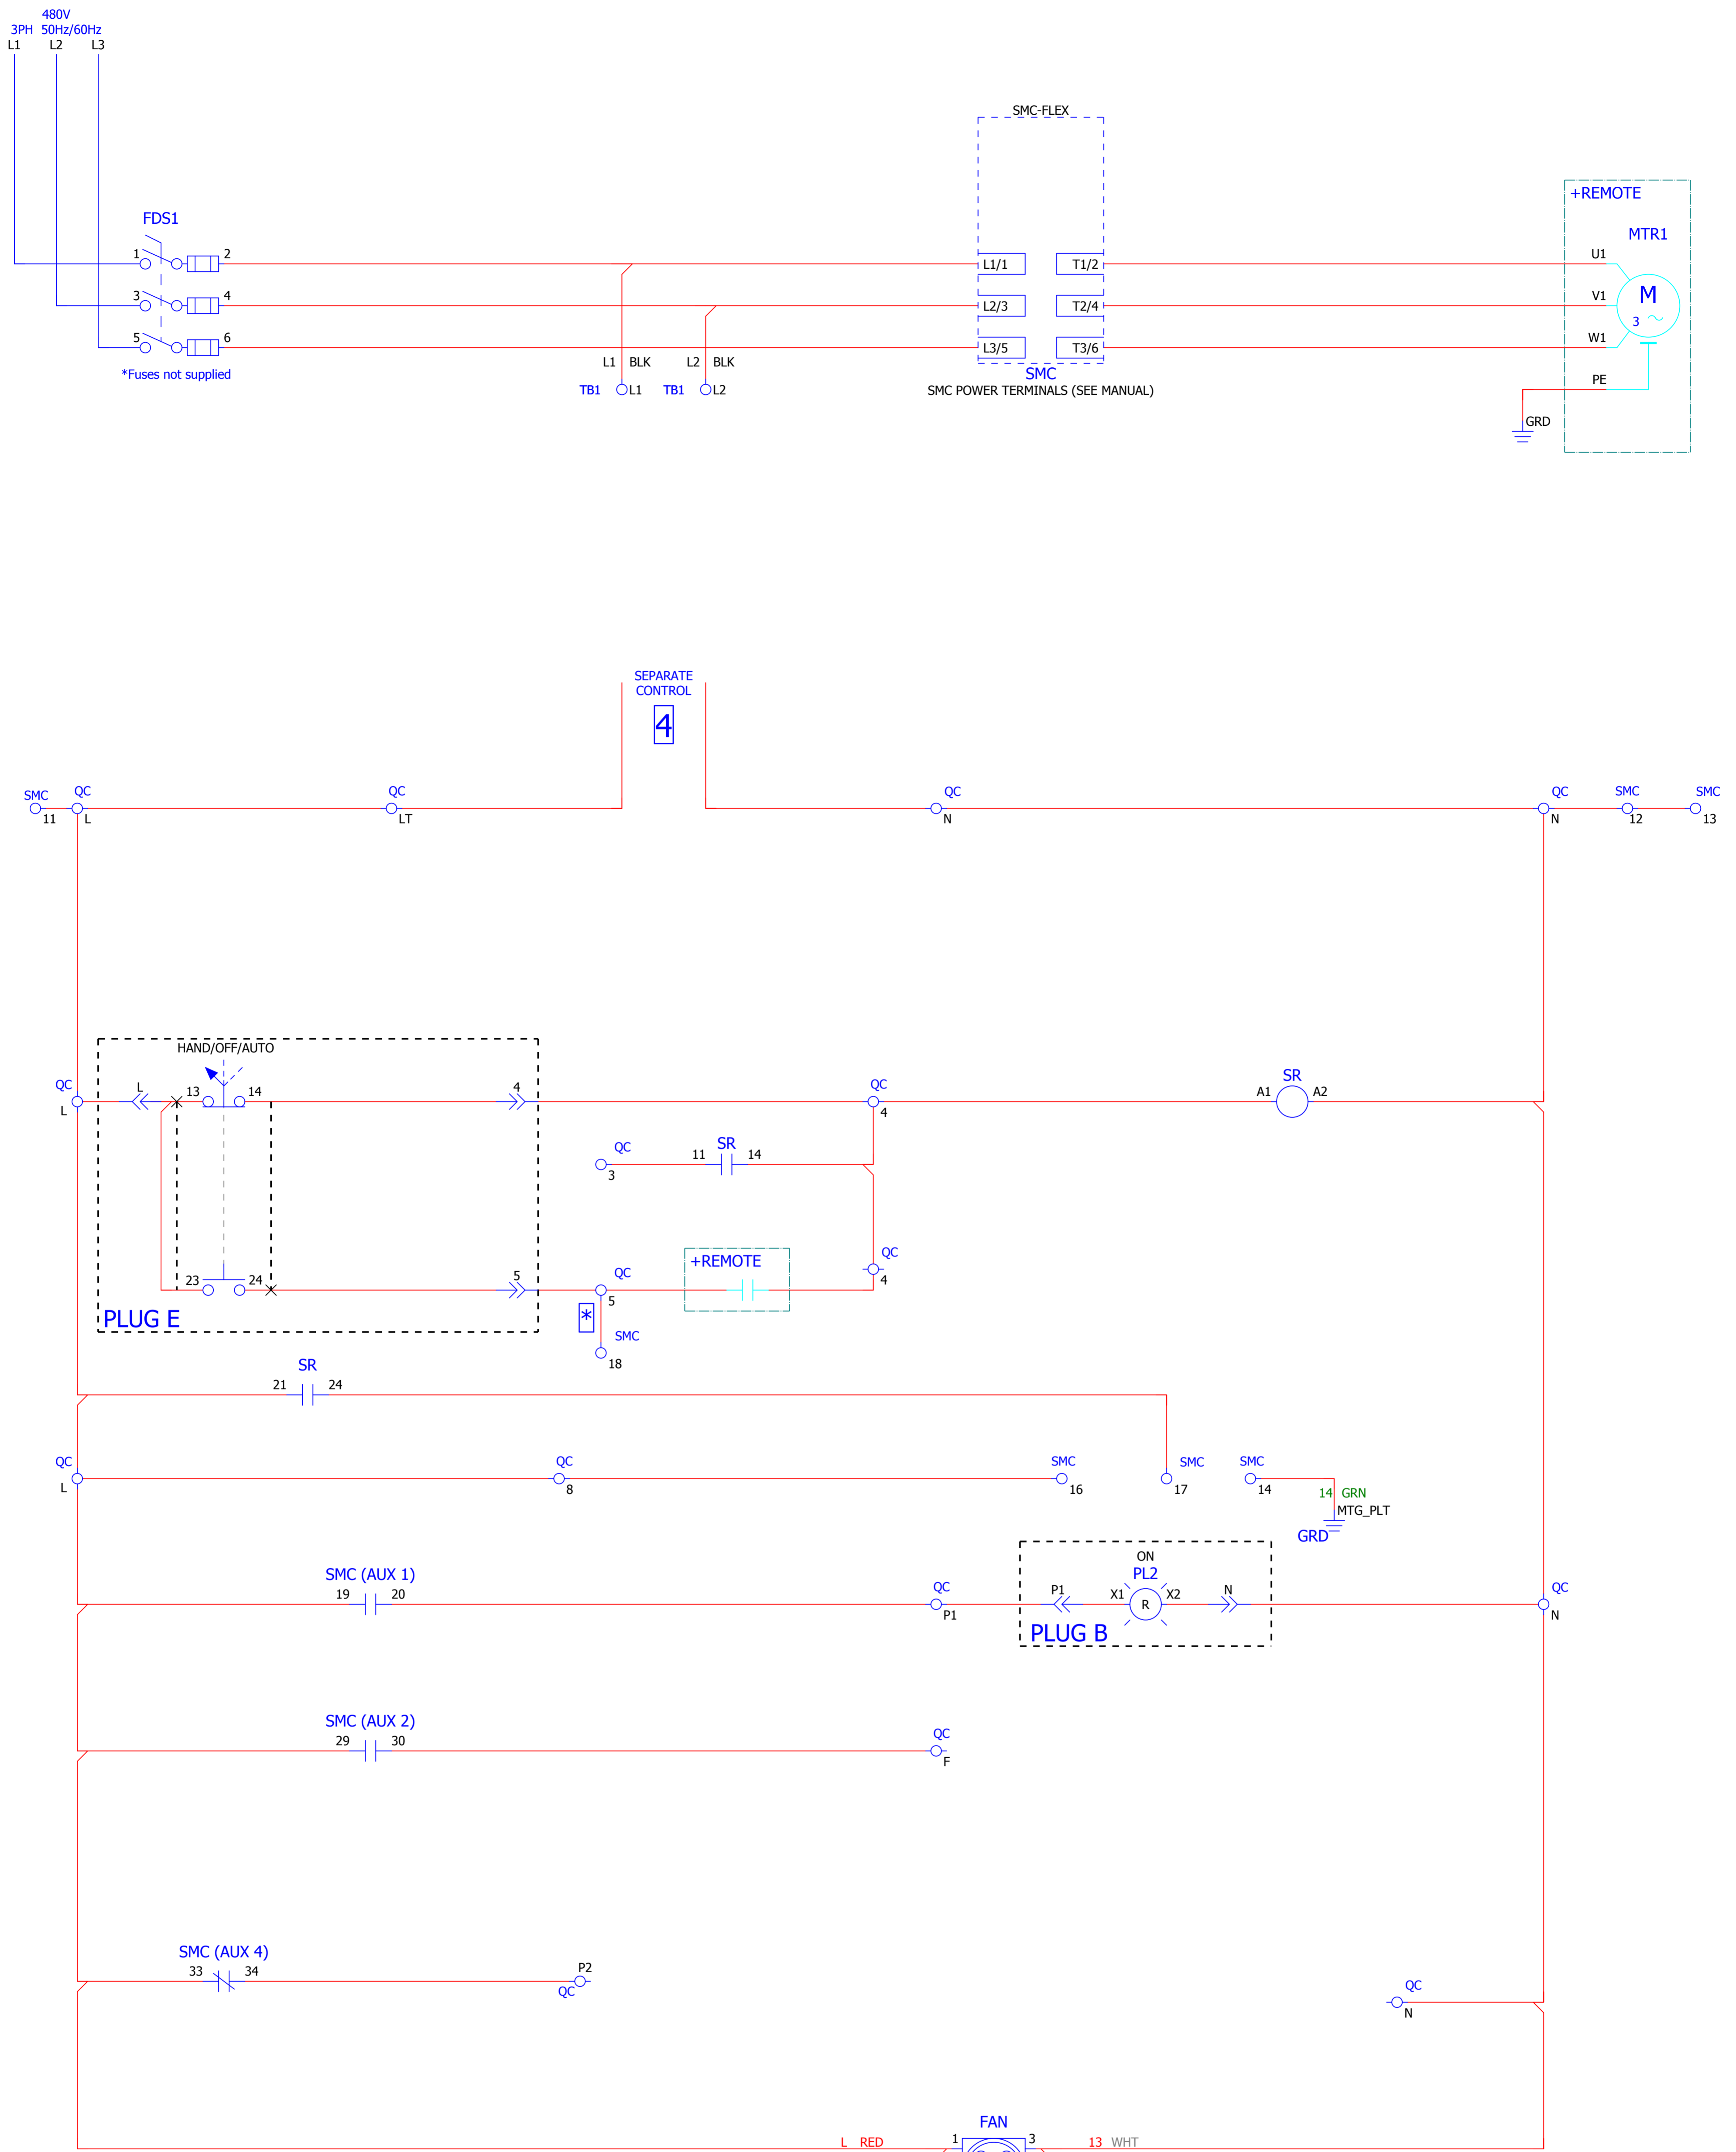 480V
3PH 50Hz/60Hz
L1 L2 L3
SMC-FLEX
+REMOTE
FDS1
MTR1
1 2 L1/1 T1/2 U1
3 4 L2/3 T2/4 V1 M
3
5 6 L3/5 T3/6 W1
L1 BLK L2 BLK
*Fuses not supplied
SMC
PE
TB1 L1 TB1 L2
SMC POWER TERMINALS (SEE MANUAL)
GRD
SEPARATE
CONTROL
4
SMC QC QC QC QC SMC SMC
11 L LT N N 12 13
HAND/OFF/AUTO
QC L 13 14 4 QC SR
A1 A2
L 4
QC SR
11 14
3
+REMOTE QC
23 24 5 QC 4
5
PLUG E
*
SMC
18
SR
21 24
QC QC SMC SMC SMC
L 8 16 17 14
14 GRN
MTG_PLT
GRD
ON
SMC (AUX 1) PL2
19 20 QC P1 X1 R X2 N QC
P1 N
PLUG B
SMC (AUX 2)
29 30 QC
F
SMC (AUX 4)
33 34 P2
QC QC
N
FAN
L RED 1 3 13 WHT